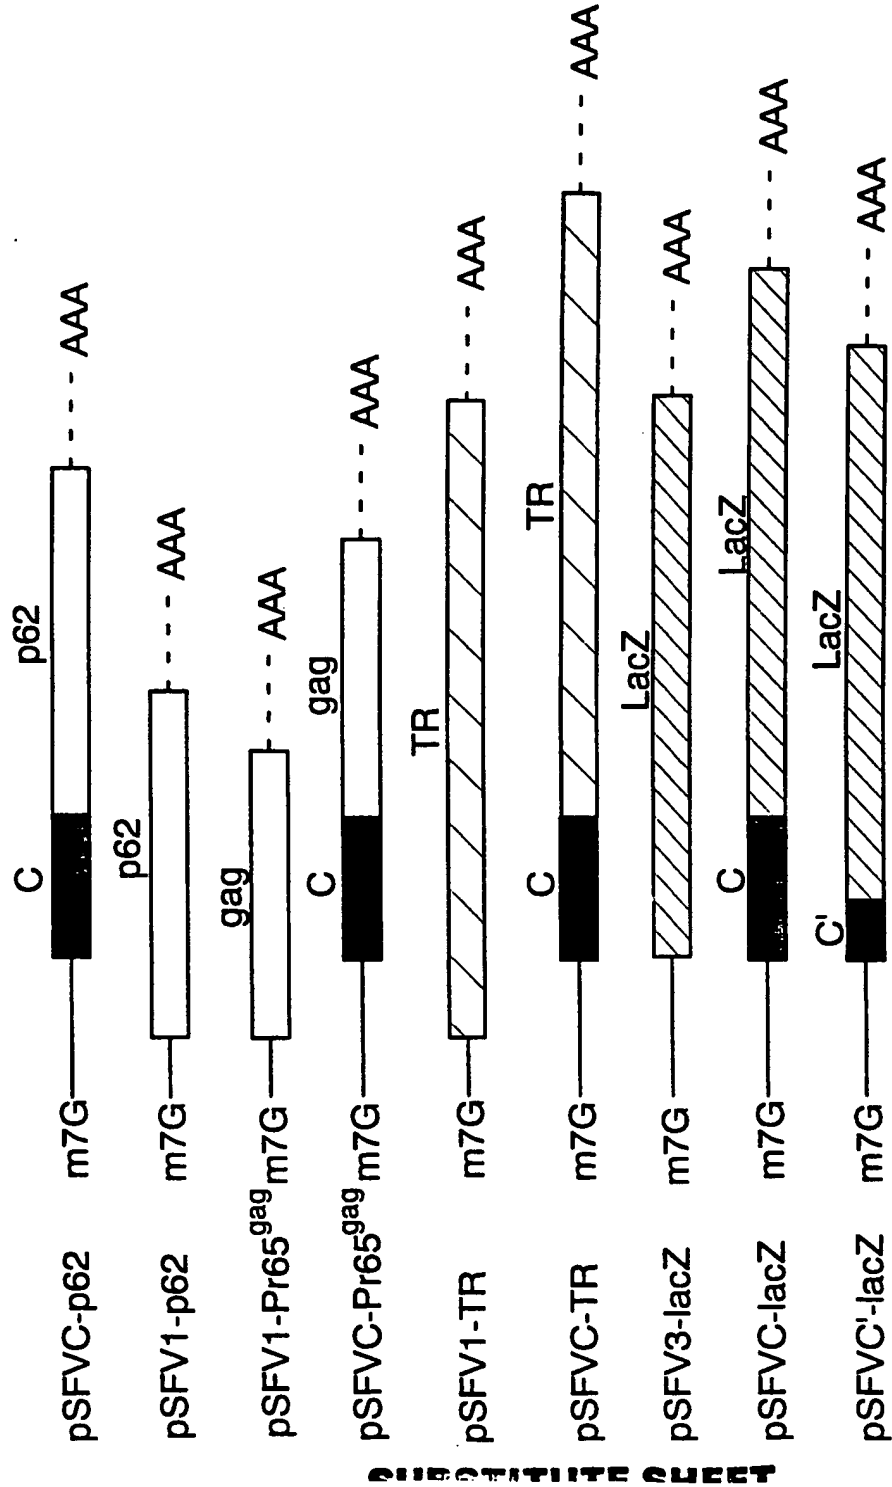 C p62
pSFVC-p62 m7G AAA
p62
pSFV1-p62 m7G AAA
gag
pSFV1-Pr65gag m7G AAA
C gag
pSFVC-Pr65gag m7G AAA
TR
pSFV1-TR m7G AAA
C TR
pSFVC-TR m7G AAA
LacZ
pSFV3-lacZ m7G AAA
C LacZ
pSFVC-lacZ m7G AAA
C' LacZ
pSFVC'-lacZ m7G AAA
SUBSTITUTE SHEET